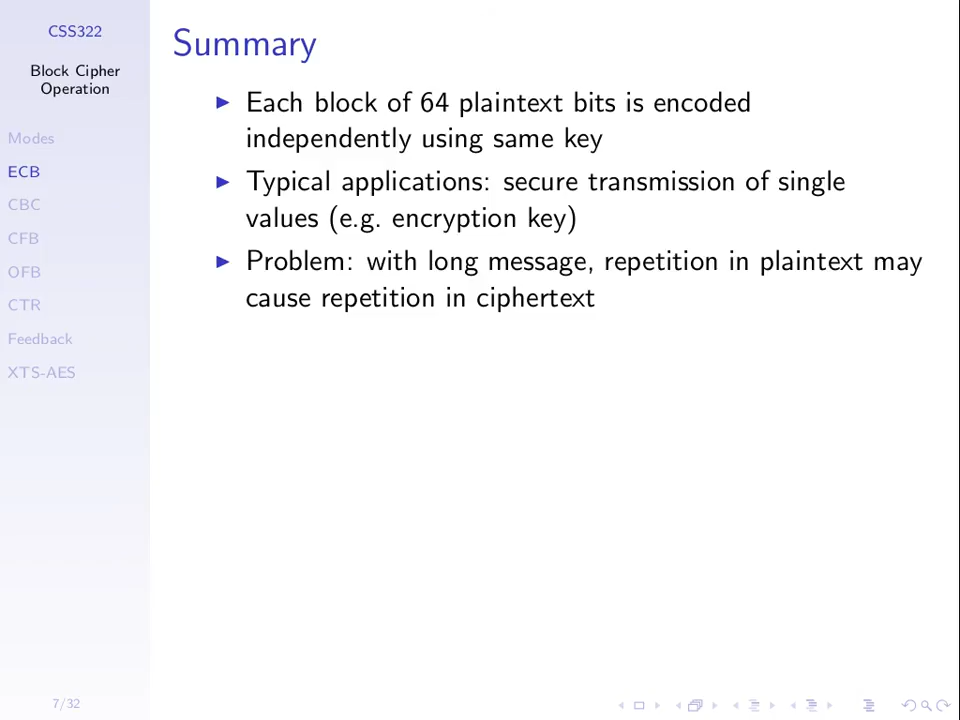 CSS322
Block Cipher
Operation
Modes
ECB
CBC
CFB
OFB
CTR
Feedback
XTS-AES
7/32
Summary
Each block of 64 plaintext bits is encoded
independently using same key
Typical applications: secure transmission of single
values (e.g. encryption key)
Problem: with long message, repetition in plaintext may
cause repetition in ciphertext